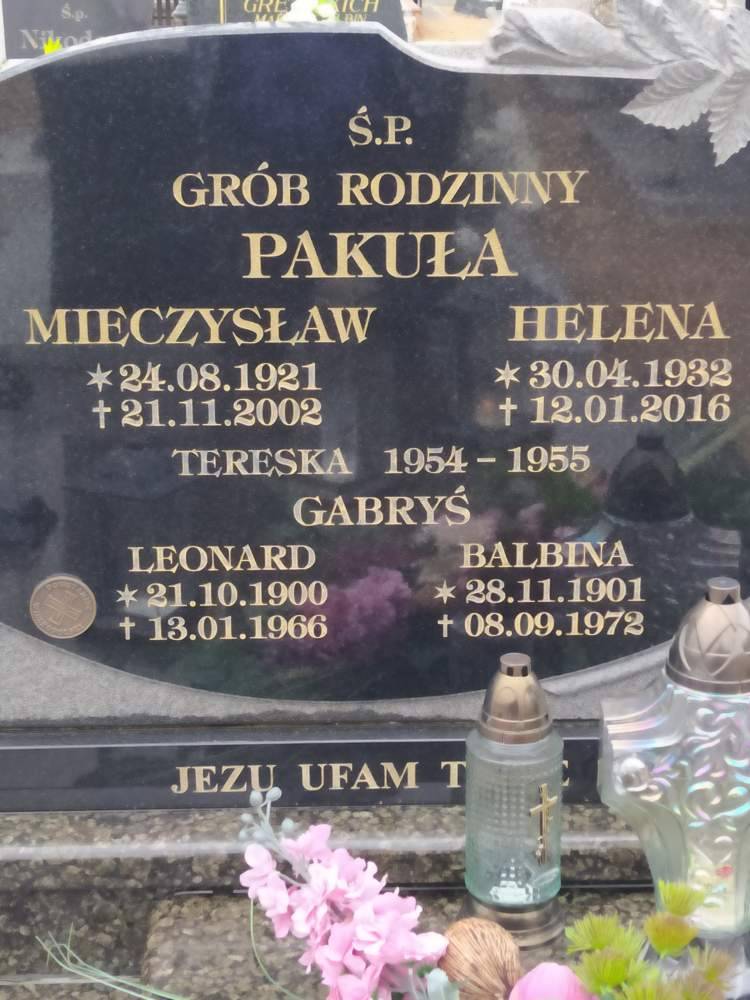 Ś.p.
GRÓB RODZINNY
PAKUŁA
MIECZYSŁAW HELENA
✶ 24.08.1921 ✶ 30.04.1932
† 21.11.2002 † 12.01.2016
TERESKA 1954 – 1955
GABRYŚ
LEONARD BALBINA
✶ 21.10.1900 ✶ 28.11.1901
† 13.01.1966 † 08.09.1972
JEZU UFAM